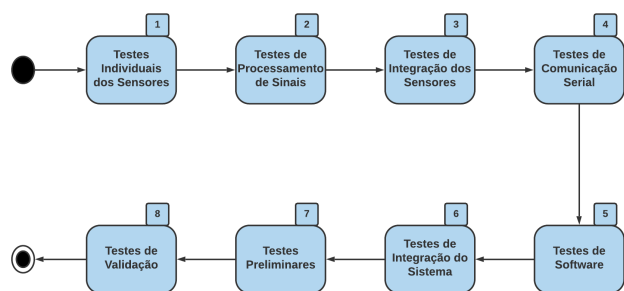 1
Testes
Individuais
dos Sensores
2
Testes de
Processamento
de Sinais
3
Testes de
Integração dos
Sensores
4
Testes de
Comunicação
Serial
5
Testes de
Software
6
Testes de
Integração do
Sistema
7
Testes
Preliminares
8
Testes de
Validação